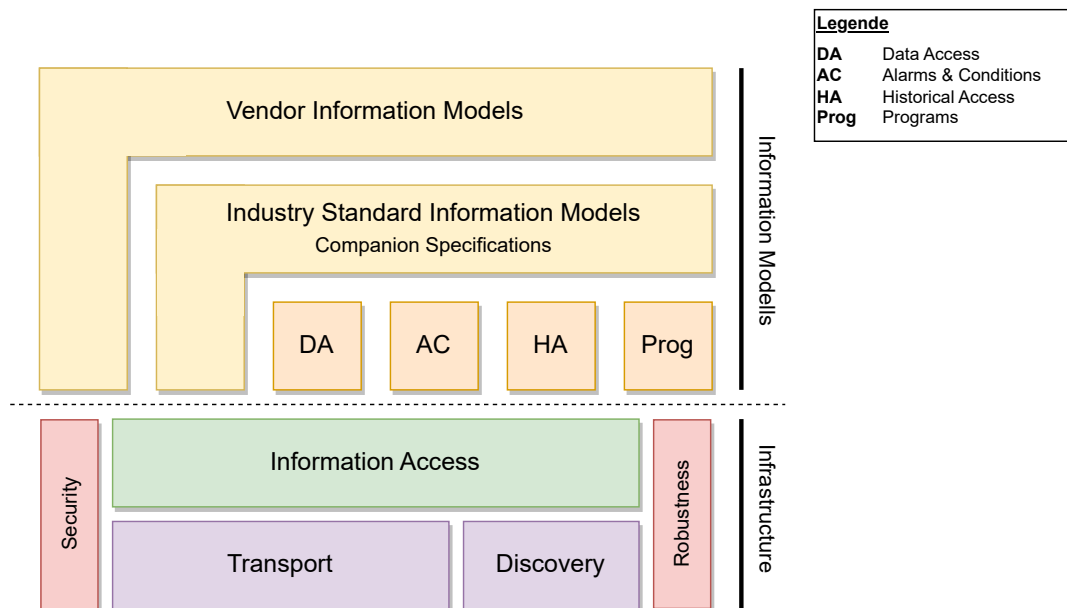 Legende
DA Data Access
AC Alarms & Conditions
HA Historical Access
Prog Programs
Vendor Information Models
Industry Standard Information Models
Companion Specifications
DA
AC
HA
Prog
Information Modells
Security
Information Access
Transport
Discovery
Robustness
Infrastructure